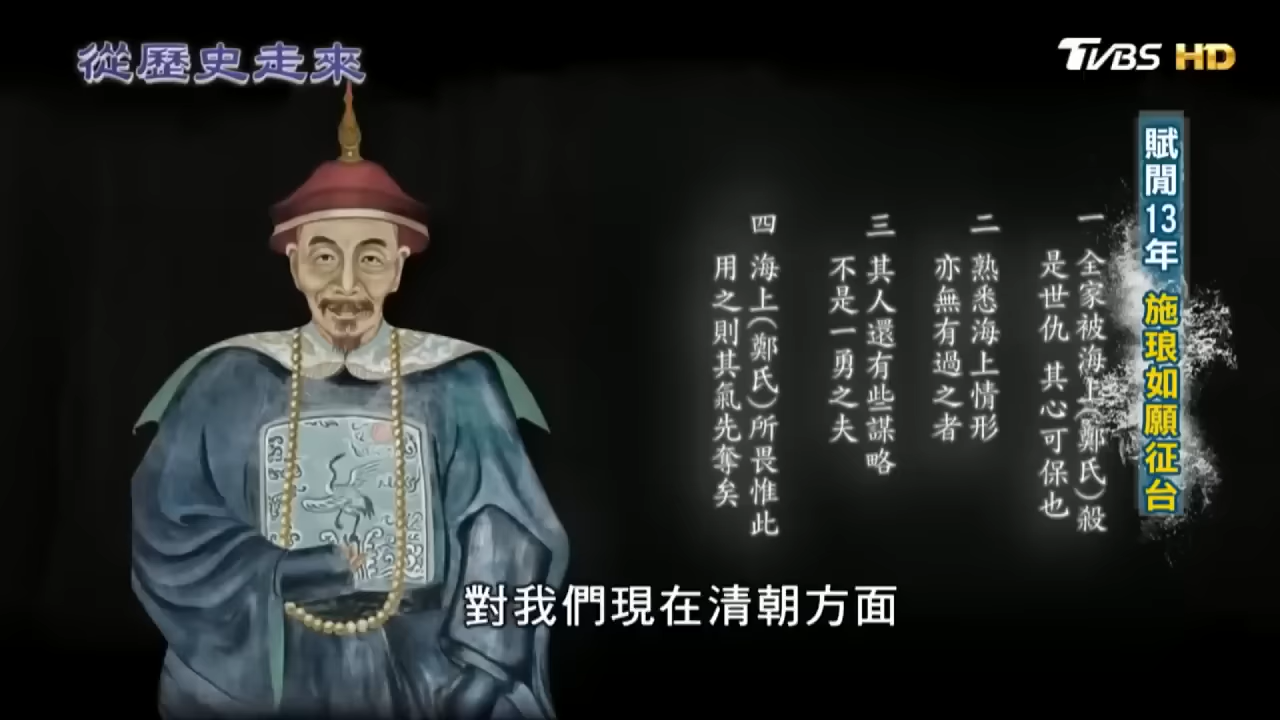 從歷史走來
TVBS HD
賦閒13年 施琅如願征台
一 全家被海上(鄭氏)殺
是世仇 其心可保也
二 熟悉海上情形
亦無有過之者
三 其人還有些謀略
不是一勇之夫
四 海上(鄭氏)所畏惟此
用之則其氣先奪矣
對我們現在清朝方面